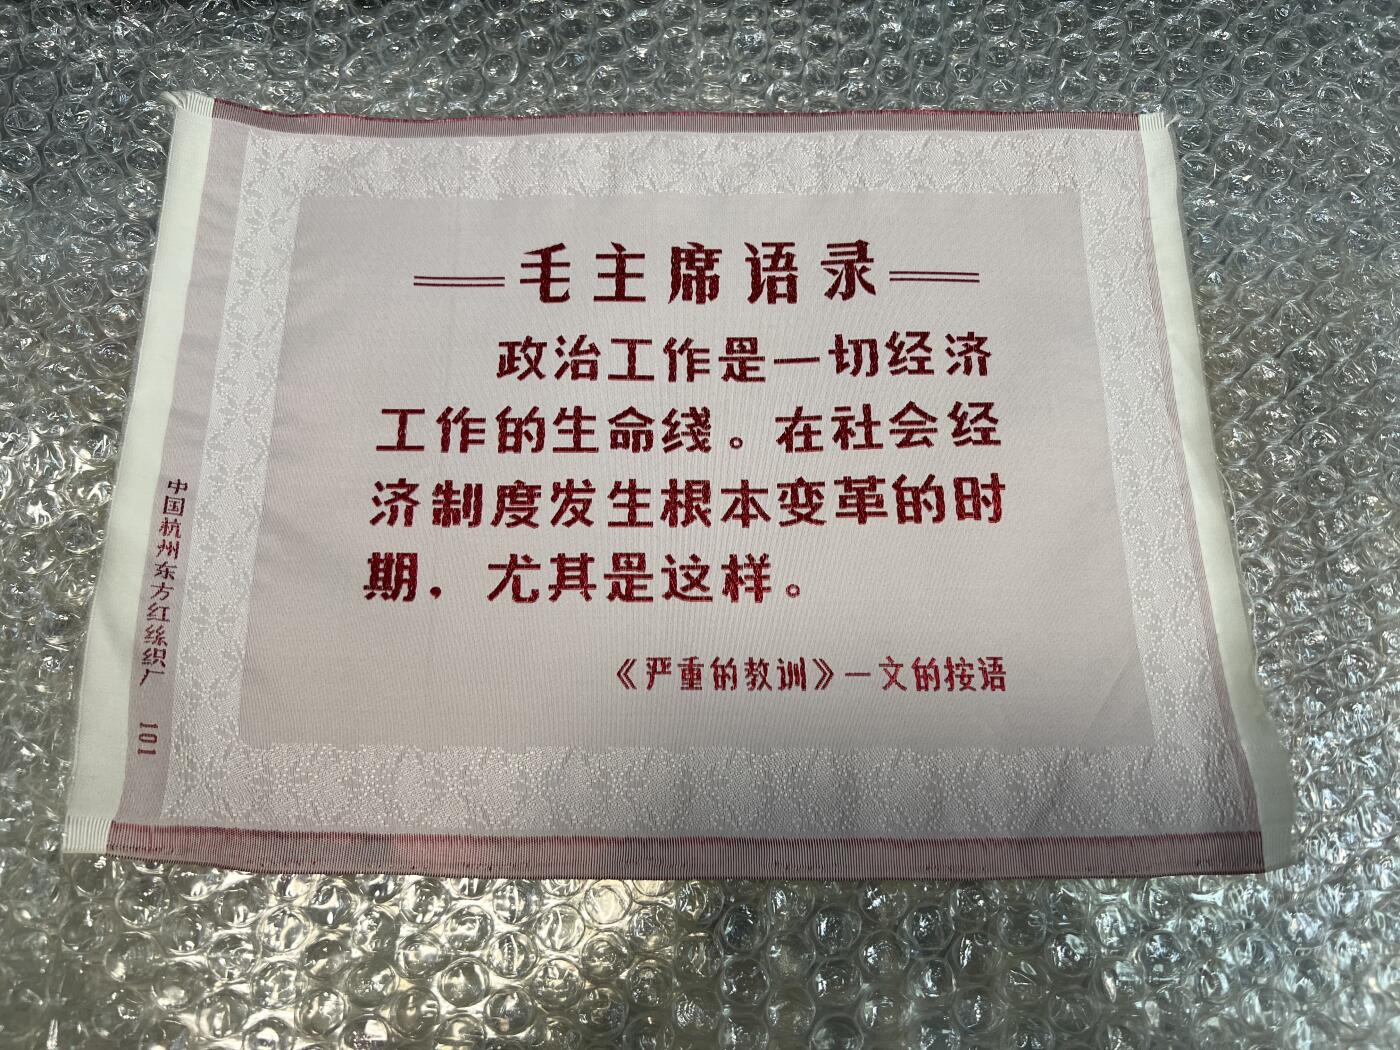 毛主席语录
政治工作是一切经济
工作的生命线。在社会经
济制度发生根本变革的时
期，尤其是这样。
《严重的教训》一文的按语
中国杭州东方红丝织厂 101